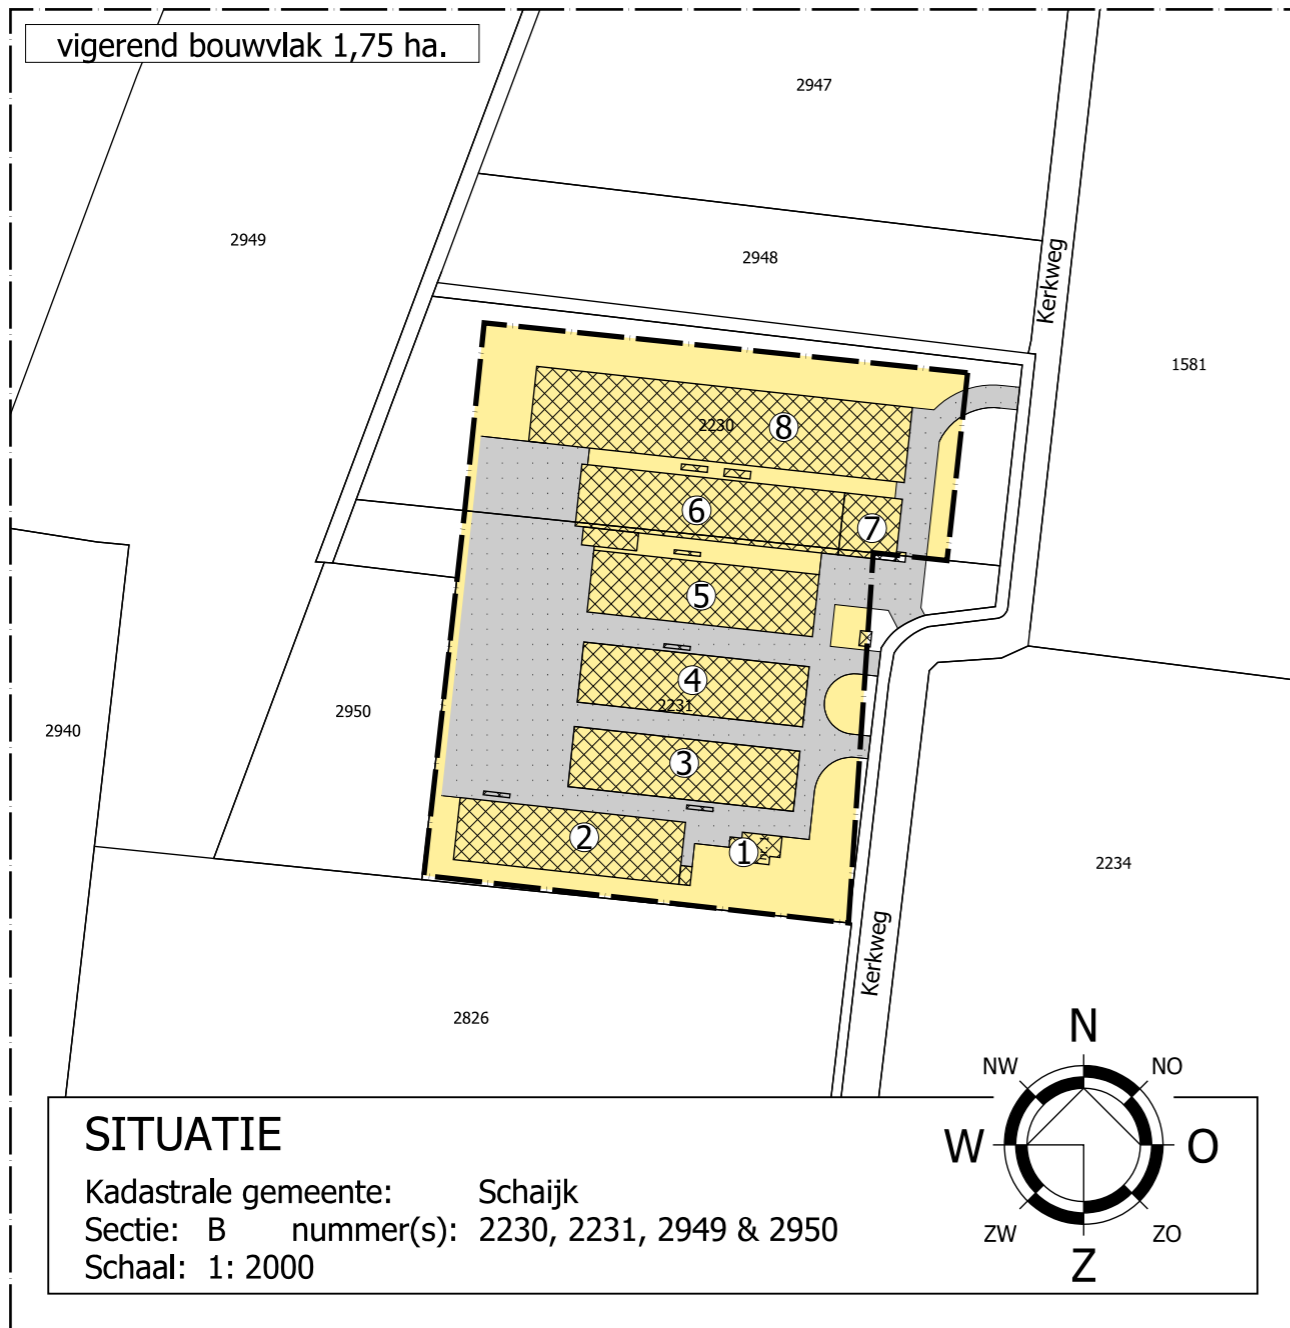 vigerend bouwvlak 1,75 ha.
2947
2949
2948
Kerkweg
1581
8
2230
6
7
5
4
2231
2950
2940
3
2
1
2234
Kerkweg
2826
N
NW
NO
W
O
ZW
ZO
Z
SITUATIE
Kadastrale gemeente: Schaijk
Sectie: B nummer(s): 2230, 2231, 2949 & 2950
Schaal: 1: 2000